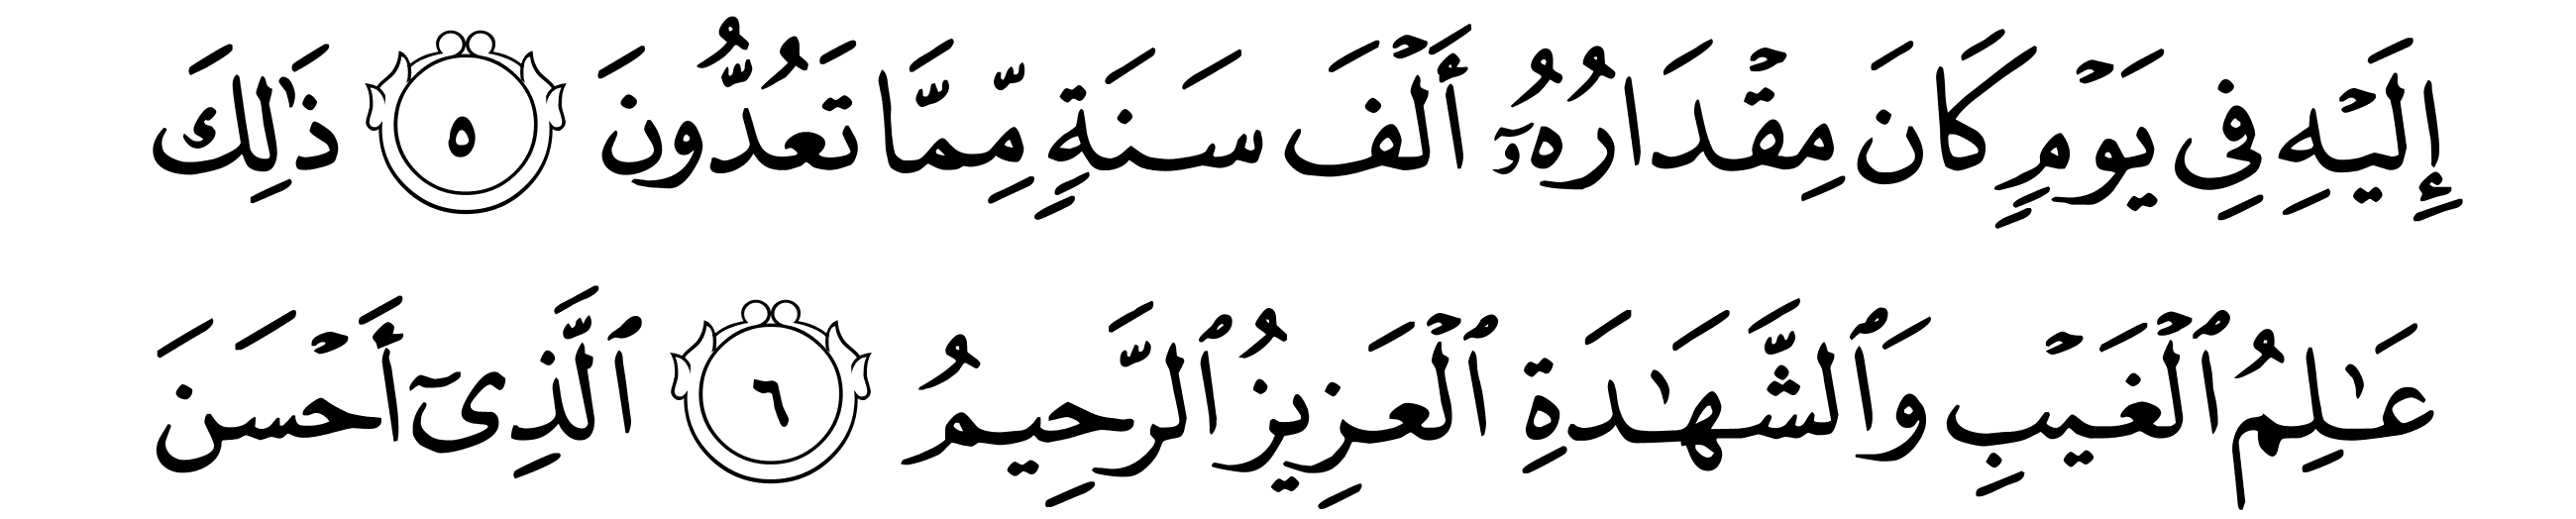 إِلَيۡهِ فِي يَوۡمٖ كَانَ مِقۡدَارُهُۥٓ أَلۡفَ سَنَةٖ مِّمَّا تَعُدُّونَ ٥ ذَٰلِكَ
عَٰلِمُ ٱلۡغَيۡبِ وَٱلشَّهَٰدَةِ ٱلۡعَزِيزُ ٱلرَّحِيمُ ٦ ٱلَّذِيٓ أَحۡسَنَ